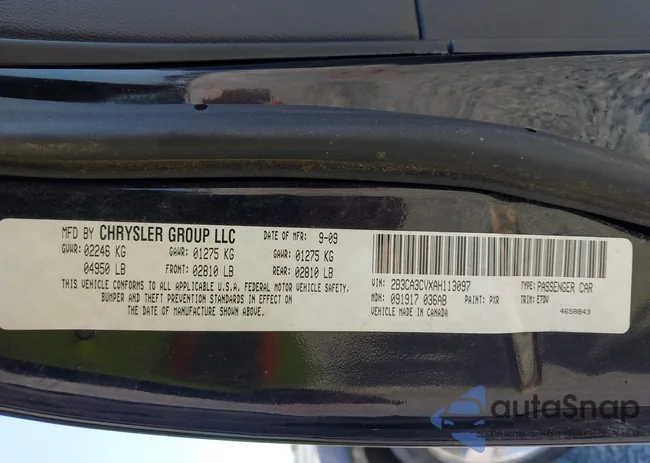 MFD BY CHRYSLER GROUP LLC DATE OF MFR: 9-09
GVWR: 02246 KG GAWR: 01275 KG GAWR: 01275 KG
04950 LB FRONT: 02810 LB REAR: 02810 LB
THIS VEHICLE CONFORMS TO ALL APPLICABLE U.S.A. FEDERAL MOTOR VEHICLE SAFETY,
BUMPER AND THEFT PREVENTION STANDARDS IN EFFECT ON
THE DATE OF MANUFACTURE SHOWN ABOVE.
VIN: 2B3CA3CVXAH113097 TYPE: PASSENGER CAR
MDH: 091917 036AB PAINT: PXR TRIM: E7DV
VEHICLE MADE IN CANADA 4658843
autoSnap